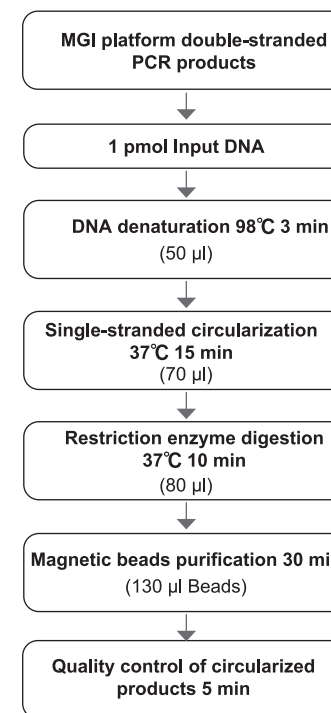 MGI platform double-stranded
PCR products
1 pmol Input DNA
DNA denaturation 98℃ 3 min
(50 µl)
Single-stranded circularization
37℃ 15 min
(70 µl)
Restriction enzyme digestion
37℃ 10 min
(80 µl)
Magnetic beads purification 30 mi
(130 µl Beads)
Quality control of circularized
products 5 min